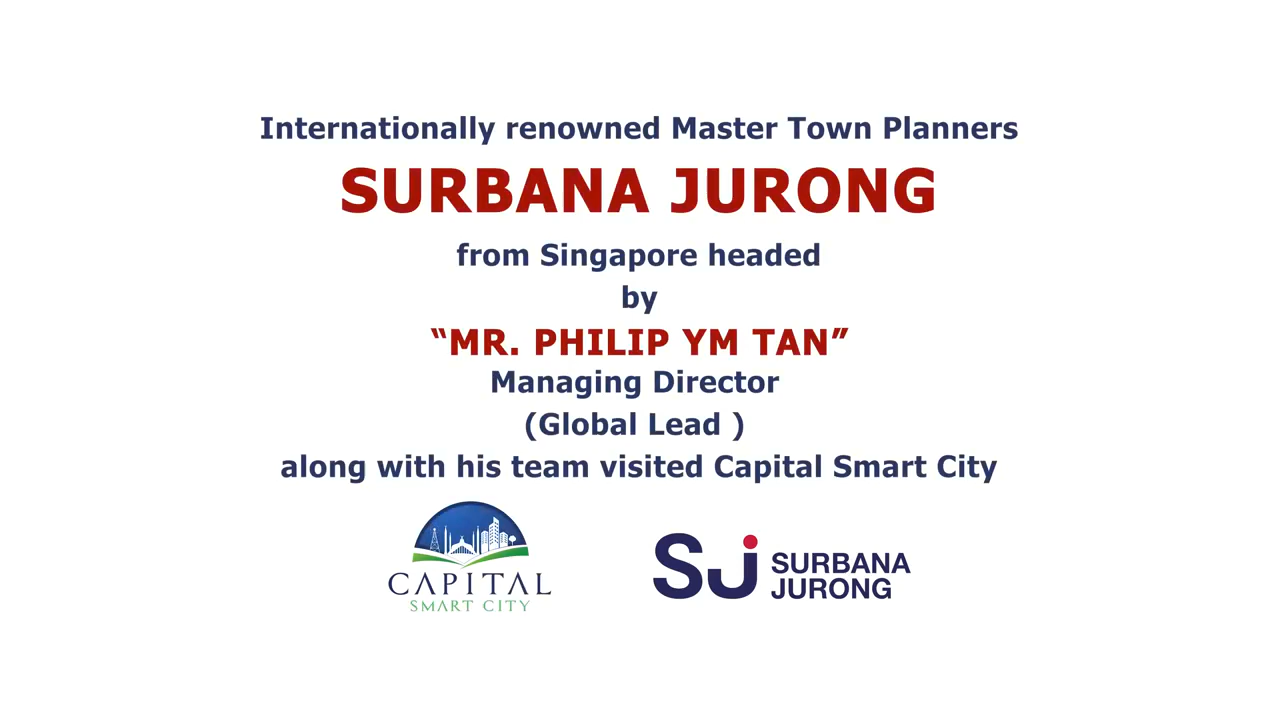 Internationally renowned Master Town Planners
SURBANA JURONG
from Singapore headed
by
“MR. PHILIP YM TAN”
Managing Director
(Global Lead )
along with his team visited Capital Smart City
CAPITAL
SMART CITY
SJ SURBANA
JURONG